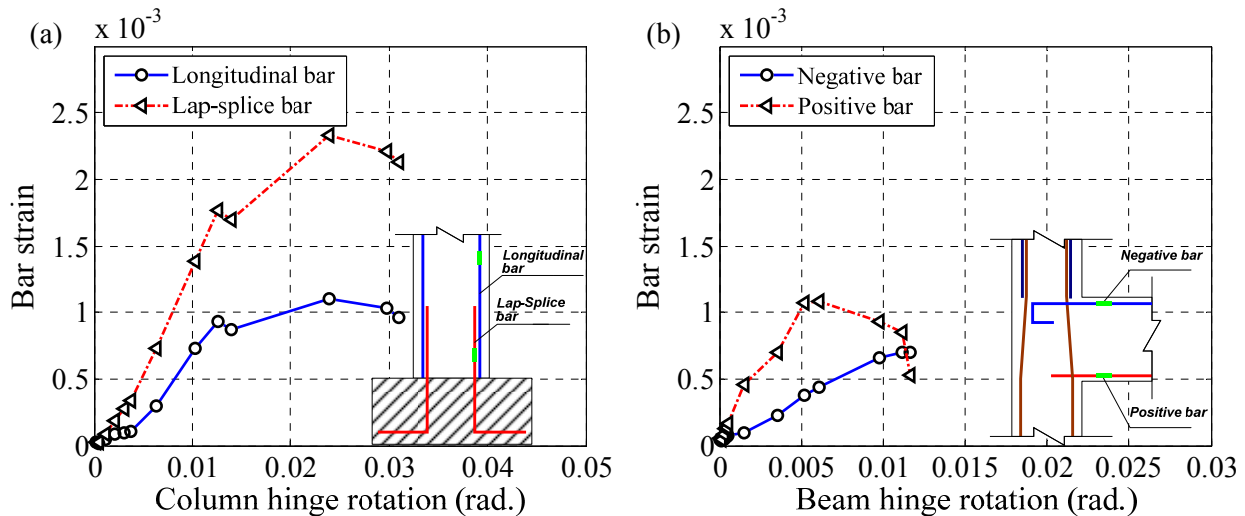 (a)
x 10-3
Longitudinal bar
Lap-splice bar
Bar strain
2.5
2
1.5
1
0.5
0
Longitudinal
bar
Lap-Splice
bar
0
0.01
0.02
0.03
0.04
0.05
Column hinge rotation (rad.)
(b)
x 10-3
Negative bar
Positive bar
Bar strain
2.5
2
1.5
1
0.5
0
Negative bar
Positive bar
0
0.005
0.01
0.015
0.02
0.025
0.03
Beam hinge rotation (rad.)